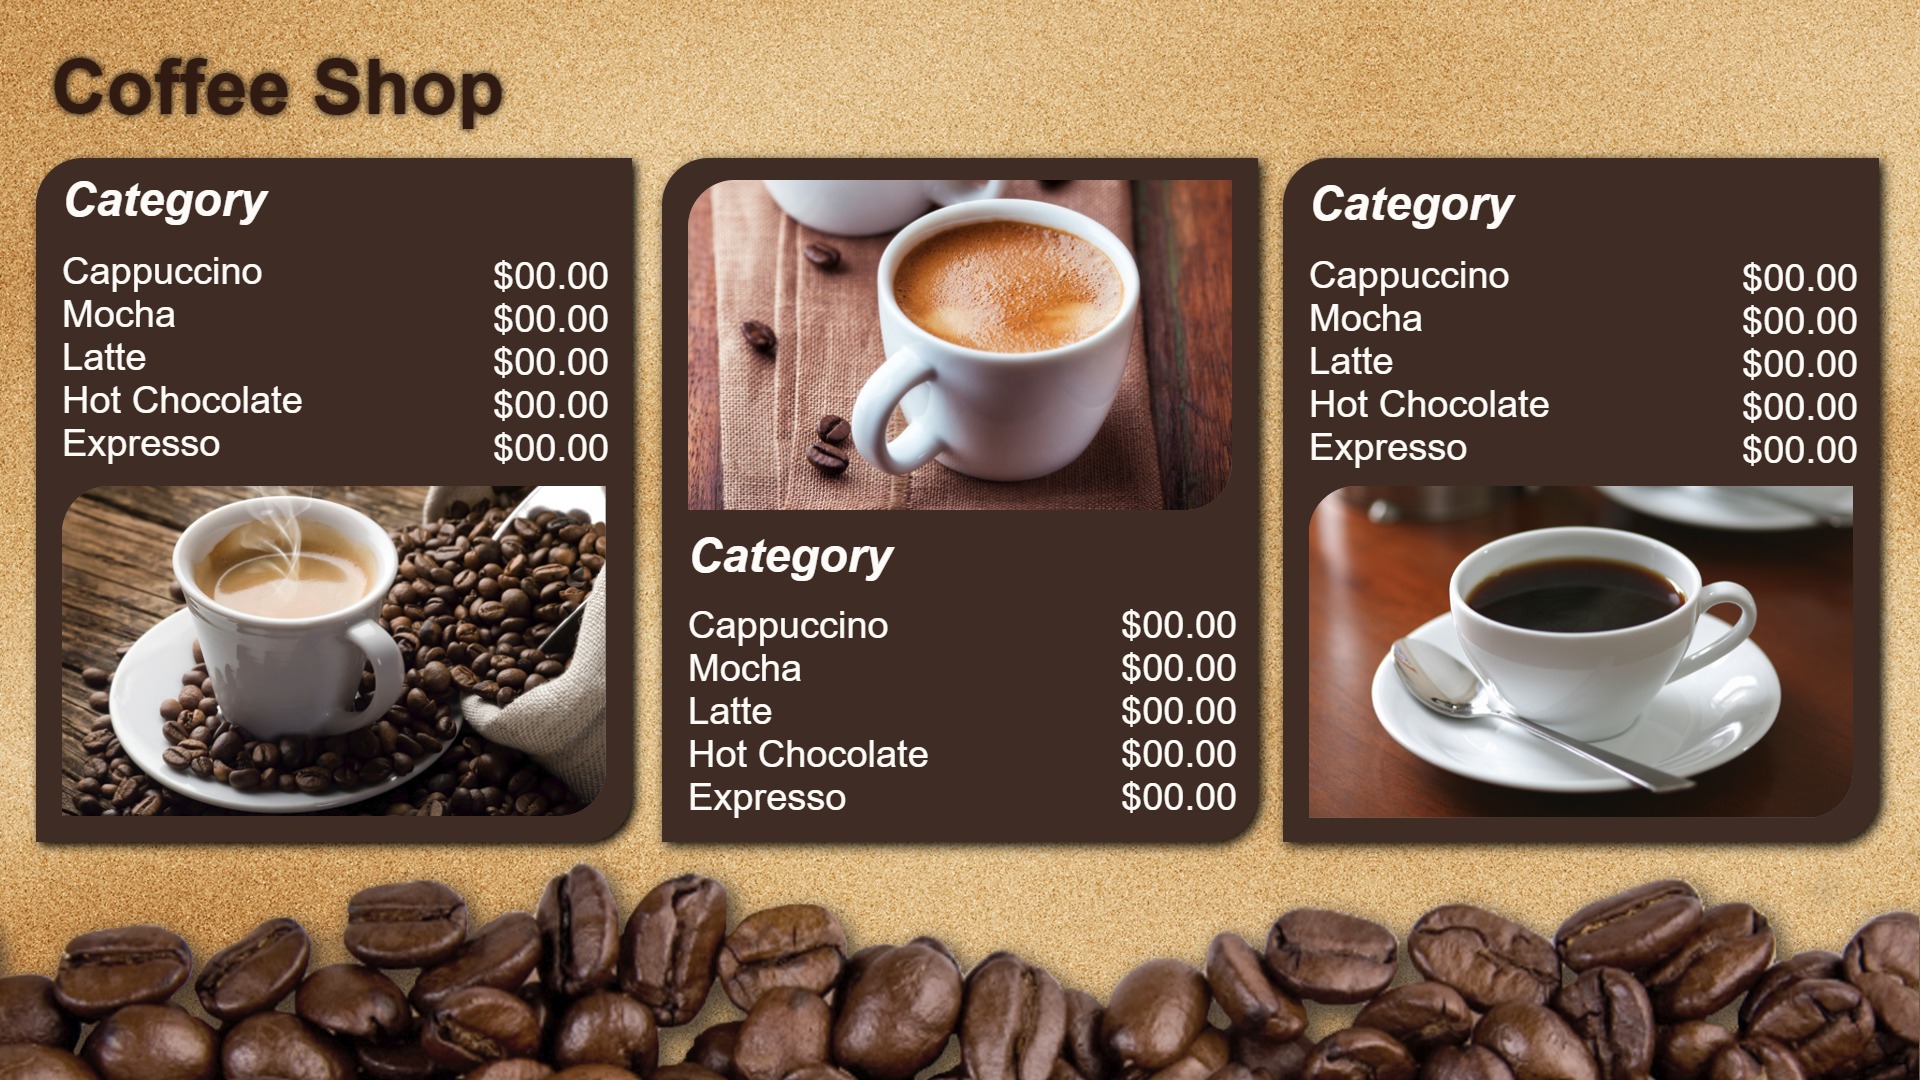 Coffee Shop
Category
Cappuccino $00.00
Mocha $00.00
Latte $00.00
Hot Chocolate $00.00
Expresso $00.00
Category
Cappuccino $00.00
Mocha $00.00
Latte $00.00
Hot Chocolate $00.00
Expresso $00.00
Category
Cappuccino $00.00
Mocha $00.00
Latte $00.00
Hot Chocolate $00.00
Expresso $00.00